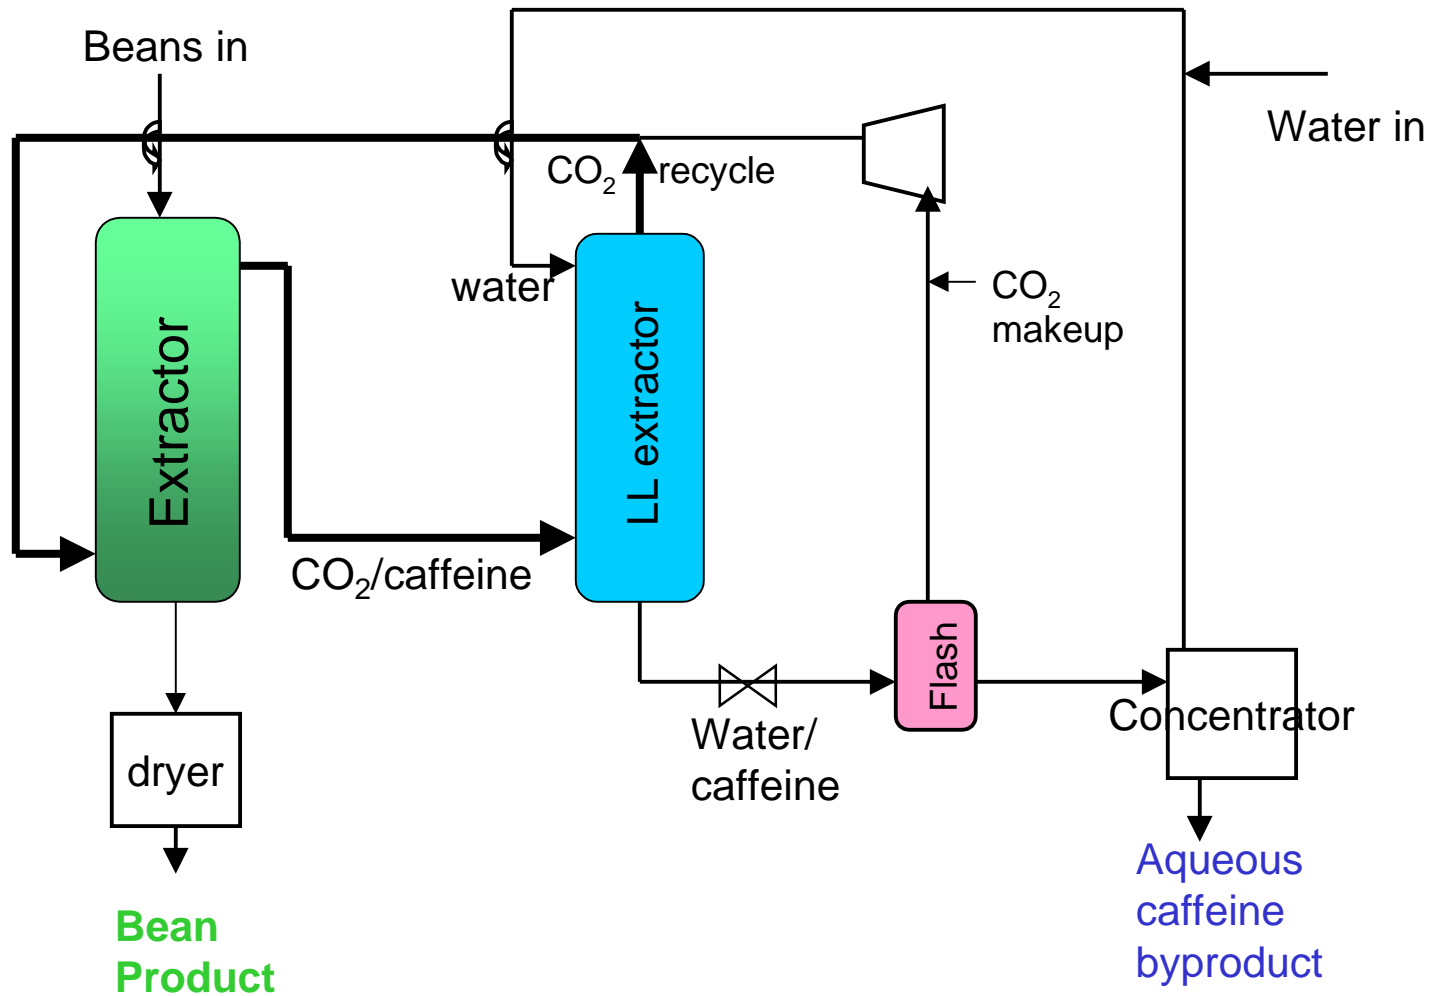 Beans in
Water in
CO2 recycle
water
CO2
makeup
Extractor
LL extractor
CO2/caffeine
Flash
Water/
caffeine
Concentrator
dryer
Aqueous
caffeine
byproduct
Bean
Product